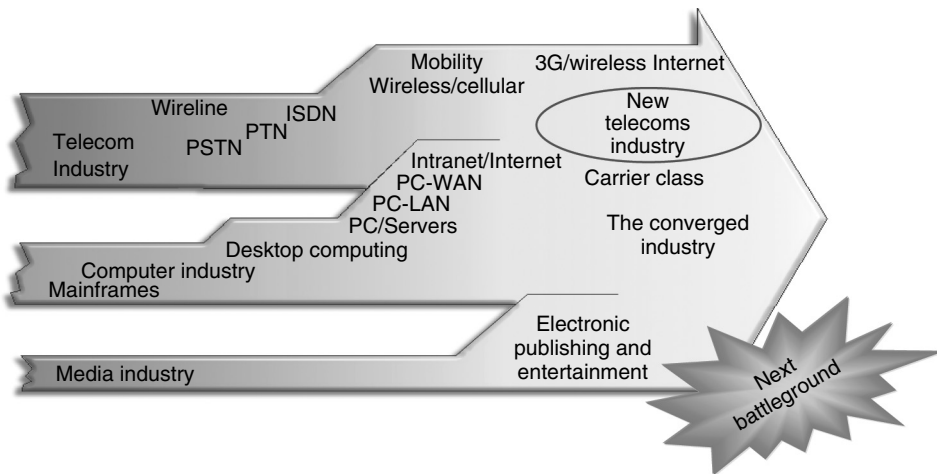 Mobility
Wireless/cellular
3G/wireless Internet
Wireline
ISDN
PTN
PSTN
Telecom
Industry
New
telecoms
industry
Intranet/Internet
PC-WAN
PC-LAN
PC/Servers
Carrier class
The converged
industry
Desktop computing
Computer industry
Mainframes
Electronic
publishing and
entertainment
Media industry
Next
battleground